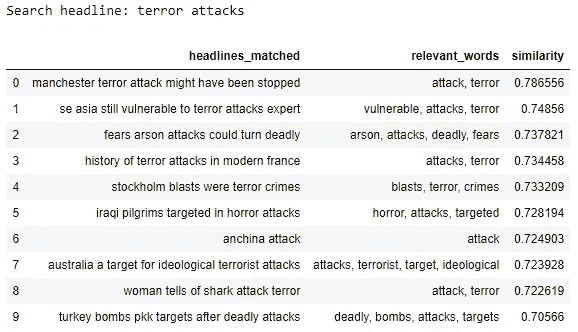 Search headline: terror attacks
headlines_matched relevant_words similarity
0 manchester terror attack might have been stopped attack, terror 0.786556
1 se asia still vulnerable to terror attacks expert vulnerable, attacks, terror 0.74856
2 fears arson attacks could turn deadly arson, attacks, deadly, fears 0.737821
3 history of terror attacks in modern france attacks, terror 0.734458
4 stockholm blasts were terror crimes blasts, terror, crimes 0.733209
5 iraqi pilgrims targeted in horror attacks horror, attacks, targeted 0.728194
6 anchina attack attack 0.724903
7 australia a target for ideological terrorist attacks attacks, terrorist, target, ideological 0.723928
8 woman tells of shark attack terror attack, terror 0.722619
9 turkey bombs pkk targets after deadly attacks deadly, bombs, attacks, targets 0.70566